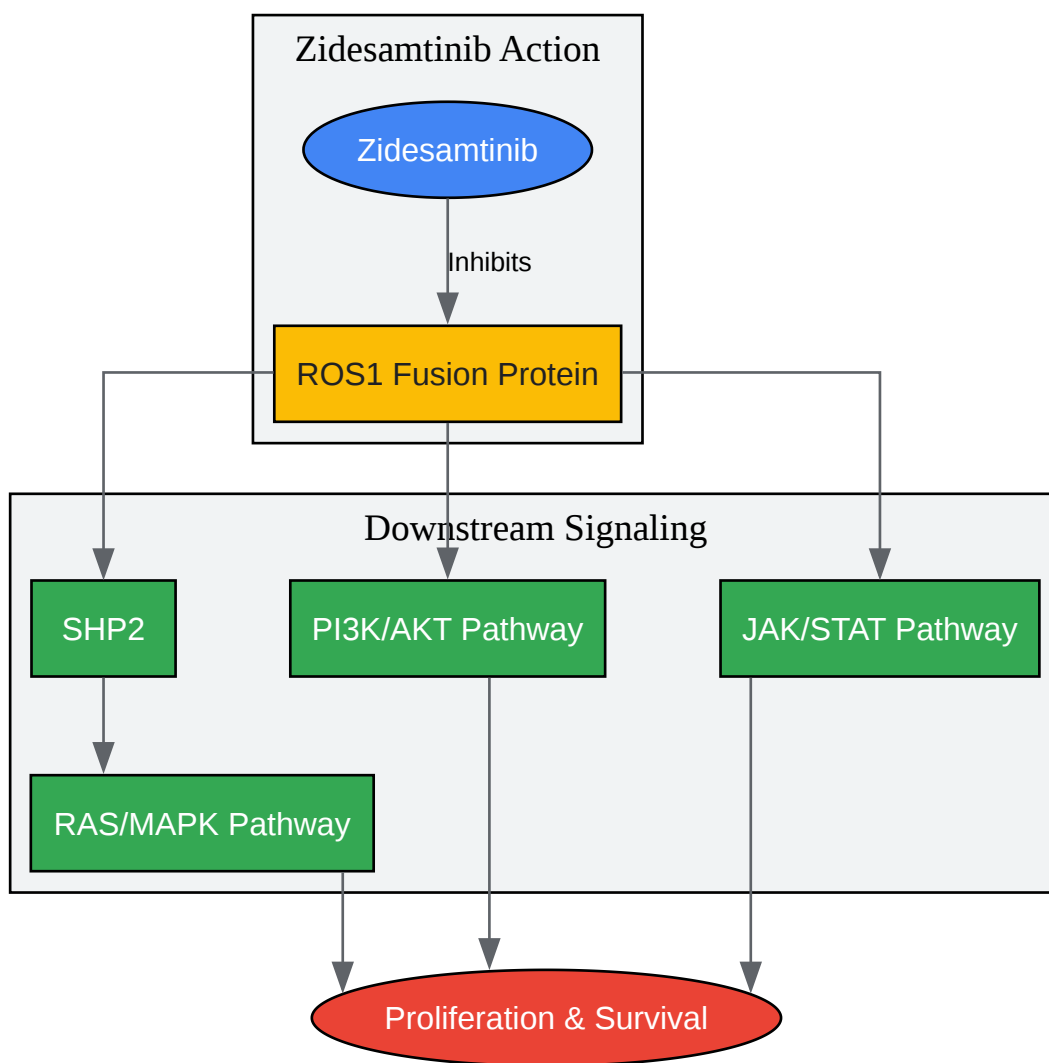 Zidesamtinib Action
Zidesamtinib
Inhibits
ROS1 Fusion Protein
Downstream Signaling
SHP2
PI3K/AKT Pathway
JAK/STAT Pathway
RAS/MAPK Pathway
Proliferation & Survival